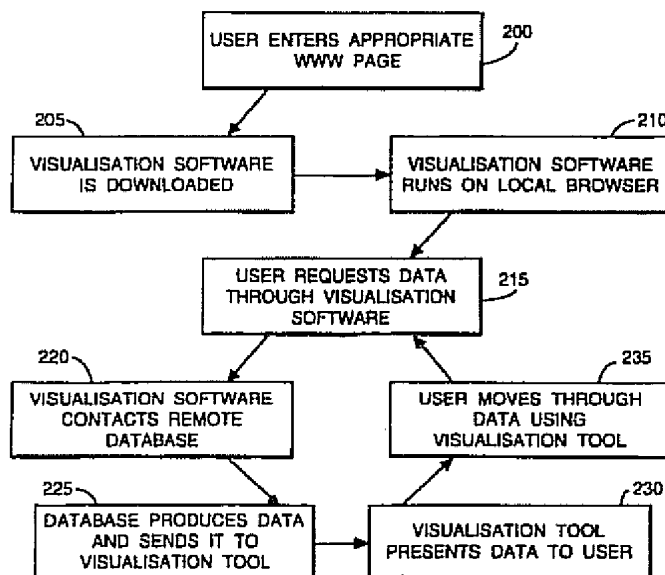 USER ENTERS APPROPRIATE
WWW PAGE
200
205
VISUALISATION SOFTWARE
IS DOWNLOADED
210
VISUALISATION SOFTWARE
RUNS ON LOCAL BROWSER
USER REQUESTS DATA
THROUGH VISUALISATION
SOFTWARE
215
220
VISUALISATION SOFTWARE
CONTACTS REMOTE
DATABASE
235
USER MOVES THROUGH
DATA USING
VISUALISATION TOOL
225
DATABASE PRODUCES DATA
AND SENDS IT TO
VISUALISATION TOOL
230
VISUALISATION TOOL
PRESENTS DATA TO USER